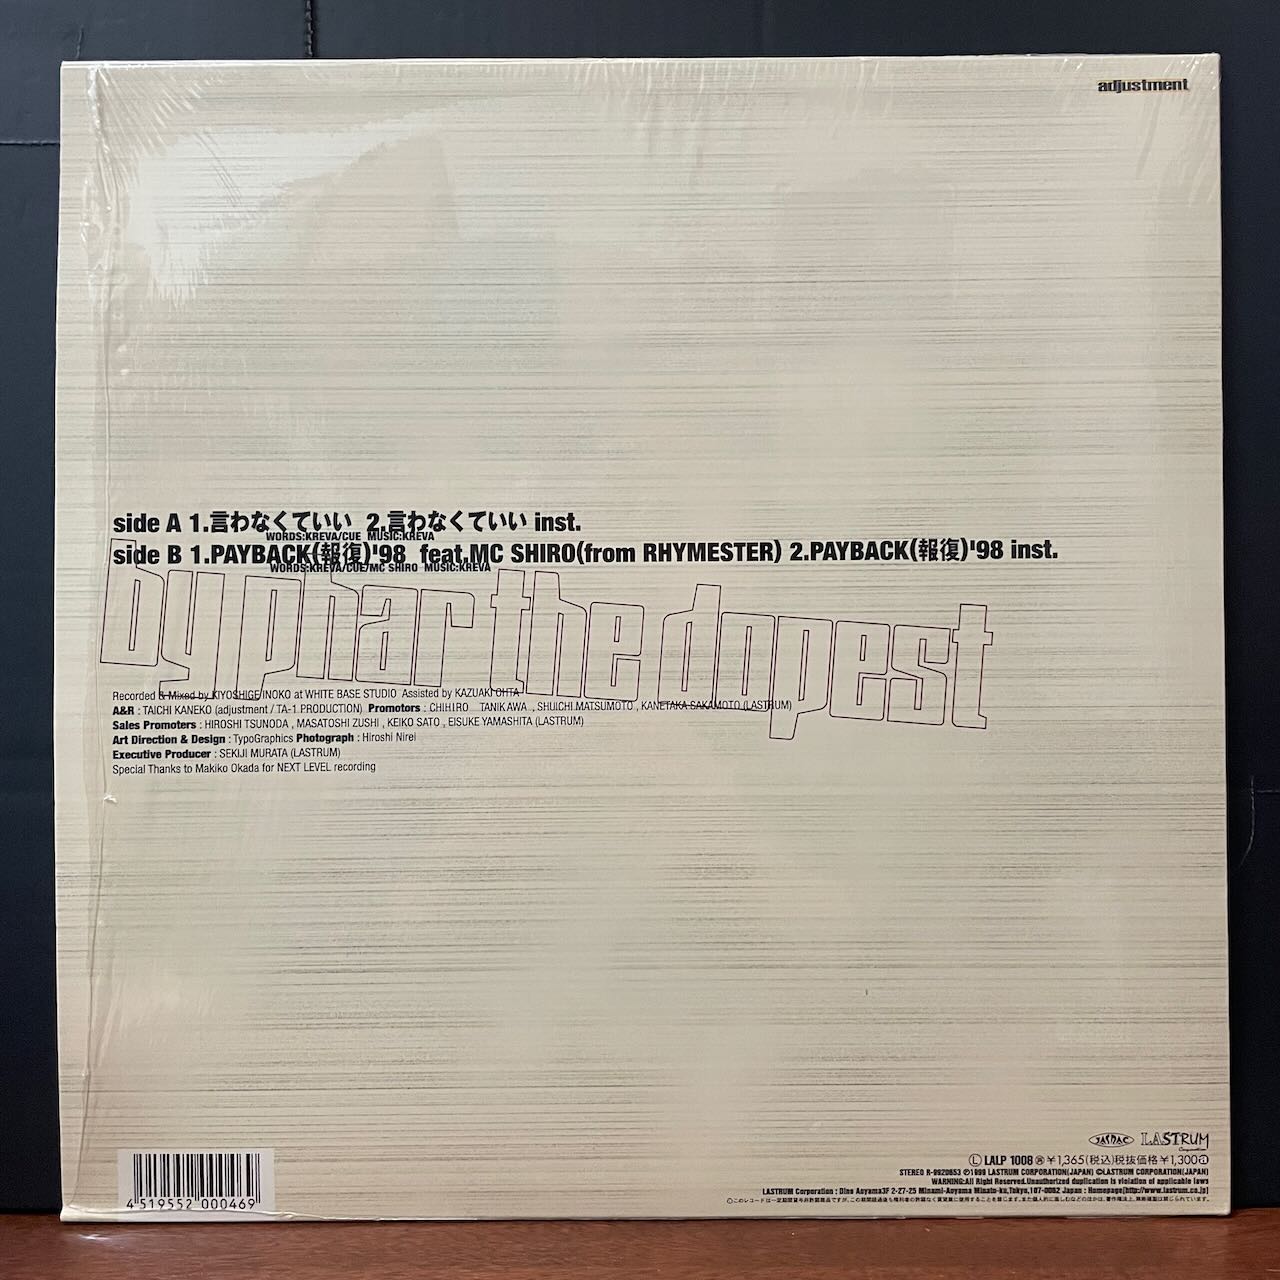 adjustment
side A 1.言わなくていい 2.言わなくていい inst.
WORDS:KREVA/CUE MUSIC:KREVA
side B 1.PAYBACK(報復)'98 feat.MC SHIRO(from RHYMESTER) 2.PAYBACK(報復)'98 inst.
WORDS:KREVA/CUE/MC SHIRO MUSIC:KREVA
by phar the dopest
Recorded & Mixed by KIYOSHIGE INOKO at WHITE BASE STUDIO Assisted by KAZUAKI OHTA
A&R : TAICHI KANEKO (adjustment / TA-1 PRODUCTION) Promotors : CHIHIRO TANIKAWA , SHUICHI MATSUMOTO , KANETAKA SAKAMOTO (LASTRUM)
Sales Promoters : HIROSHI TSUNODA , MASATOSHI ZUSHI , KEIKO SATO , EISUKE YAMASHITA (LASTRUM)
Art Direction & Design : TypoGraphics Photograph : Hiroshi Nirei
Executive Producer : SEKIJI MURATA (LASTRUM)
Special Thanks to Makiko Okada for NEXT LEVEL recording
JASRAC LASTRUM Corporation
Ⓛ LALP 1008 ¥1,365(税込)税抜価格¥1,300
STEREO R-9920653 Ⓟ1999 LASTRUM CORPORATION(JAPAN) ©LASTRUM CORPORATION(JAPAN)
WARNING:All Right Reserved.Unauthorized duplication is violation of applicable laws
LASTRUM Corporation : Dino Aoyama3F 2-27-25 Minami-Aoyama Minato-ku,Tokyo,107-0062 Japan : Homepage[http://www.lastrum.co.jp]
4 519552 000469